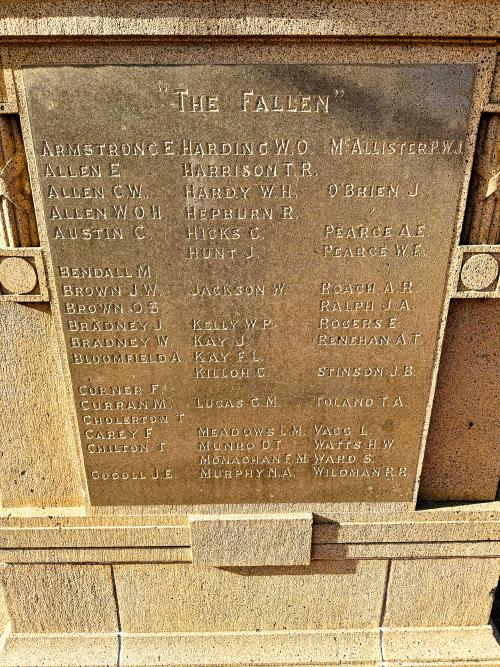 "THE FALLEN"
ARMSTRONG E.
ALLEN E
ALLEN C.W.
ALLEN W.O.H.
AUSTIN C.
BENDALL M.
BROWN J.W.
BROWN O.S
BRADNEY J.
BRADNEY W.
BLOOMFIELD A.
CORNER F.
CURRAN M.
CHOLERTON T.
CAREY F.
CHILTON T.
COGOLL J.E.
HARDING W.O.
HARRISON T.R.
HARDY W.H.
HEPBURN R.
HICKS C.
HUNT J.
JACKSON W
KELLY W.P.
KAY J
KAY F.L.
KILLOH C.
LUCAS C.M.
MEADOWS L.M.
MUNRO D.T.
MONAGHAN F.M.
MURPHY N.A.
McALLISTER P.W.J.
O'BRIEN J.
PEARCE A.E.
PEARCE W.F.
ROACH A.R
RALPH J.A.
ROGERS E
RENEHAN A.T.
STINSON J.B
TOLAND T.A.
VAGG L.
WATTS H.W.
WARD S.
WILDMAN R.R.